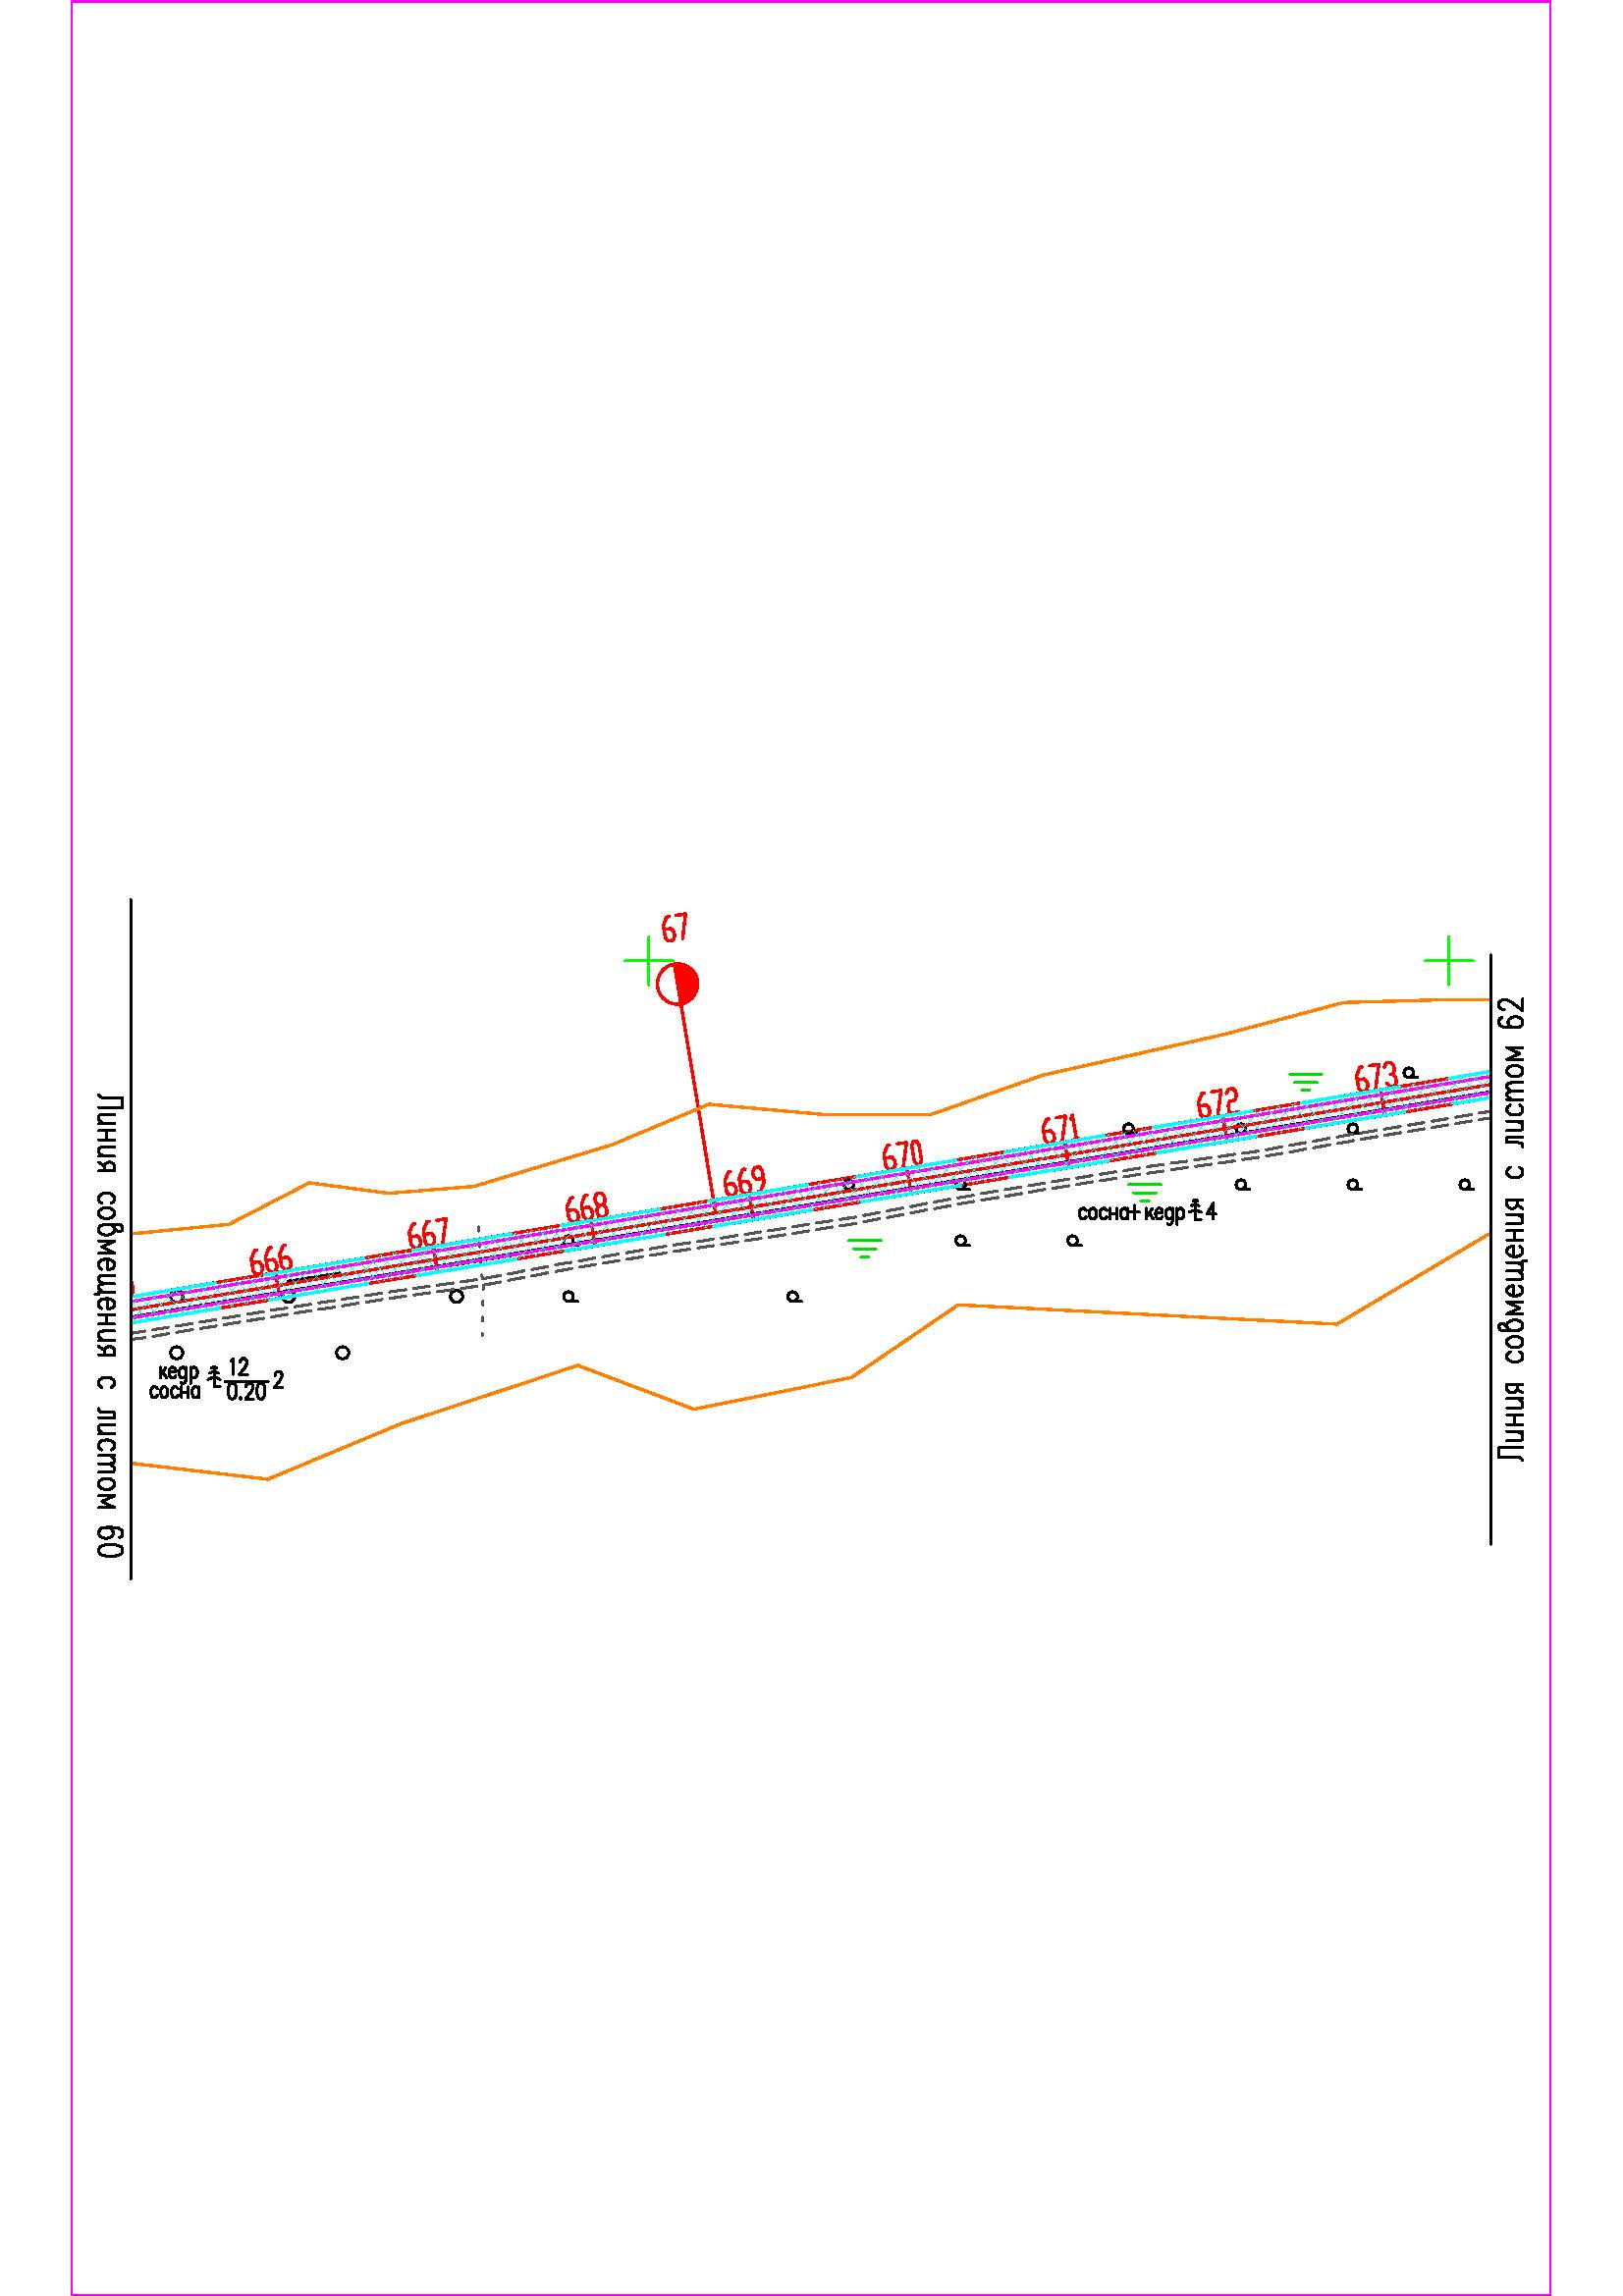 67
Линия совмещения с листом 62
673
672
671
670
669
668
667
666
сосна+кедр 4
Линия совмещения с листом 60
кедр
сосна
12
0.20
2